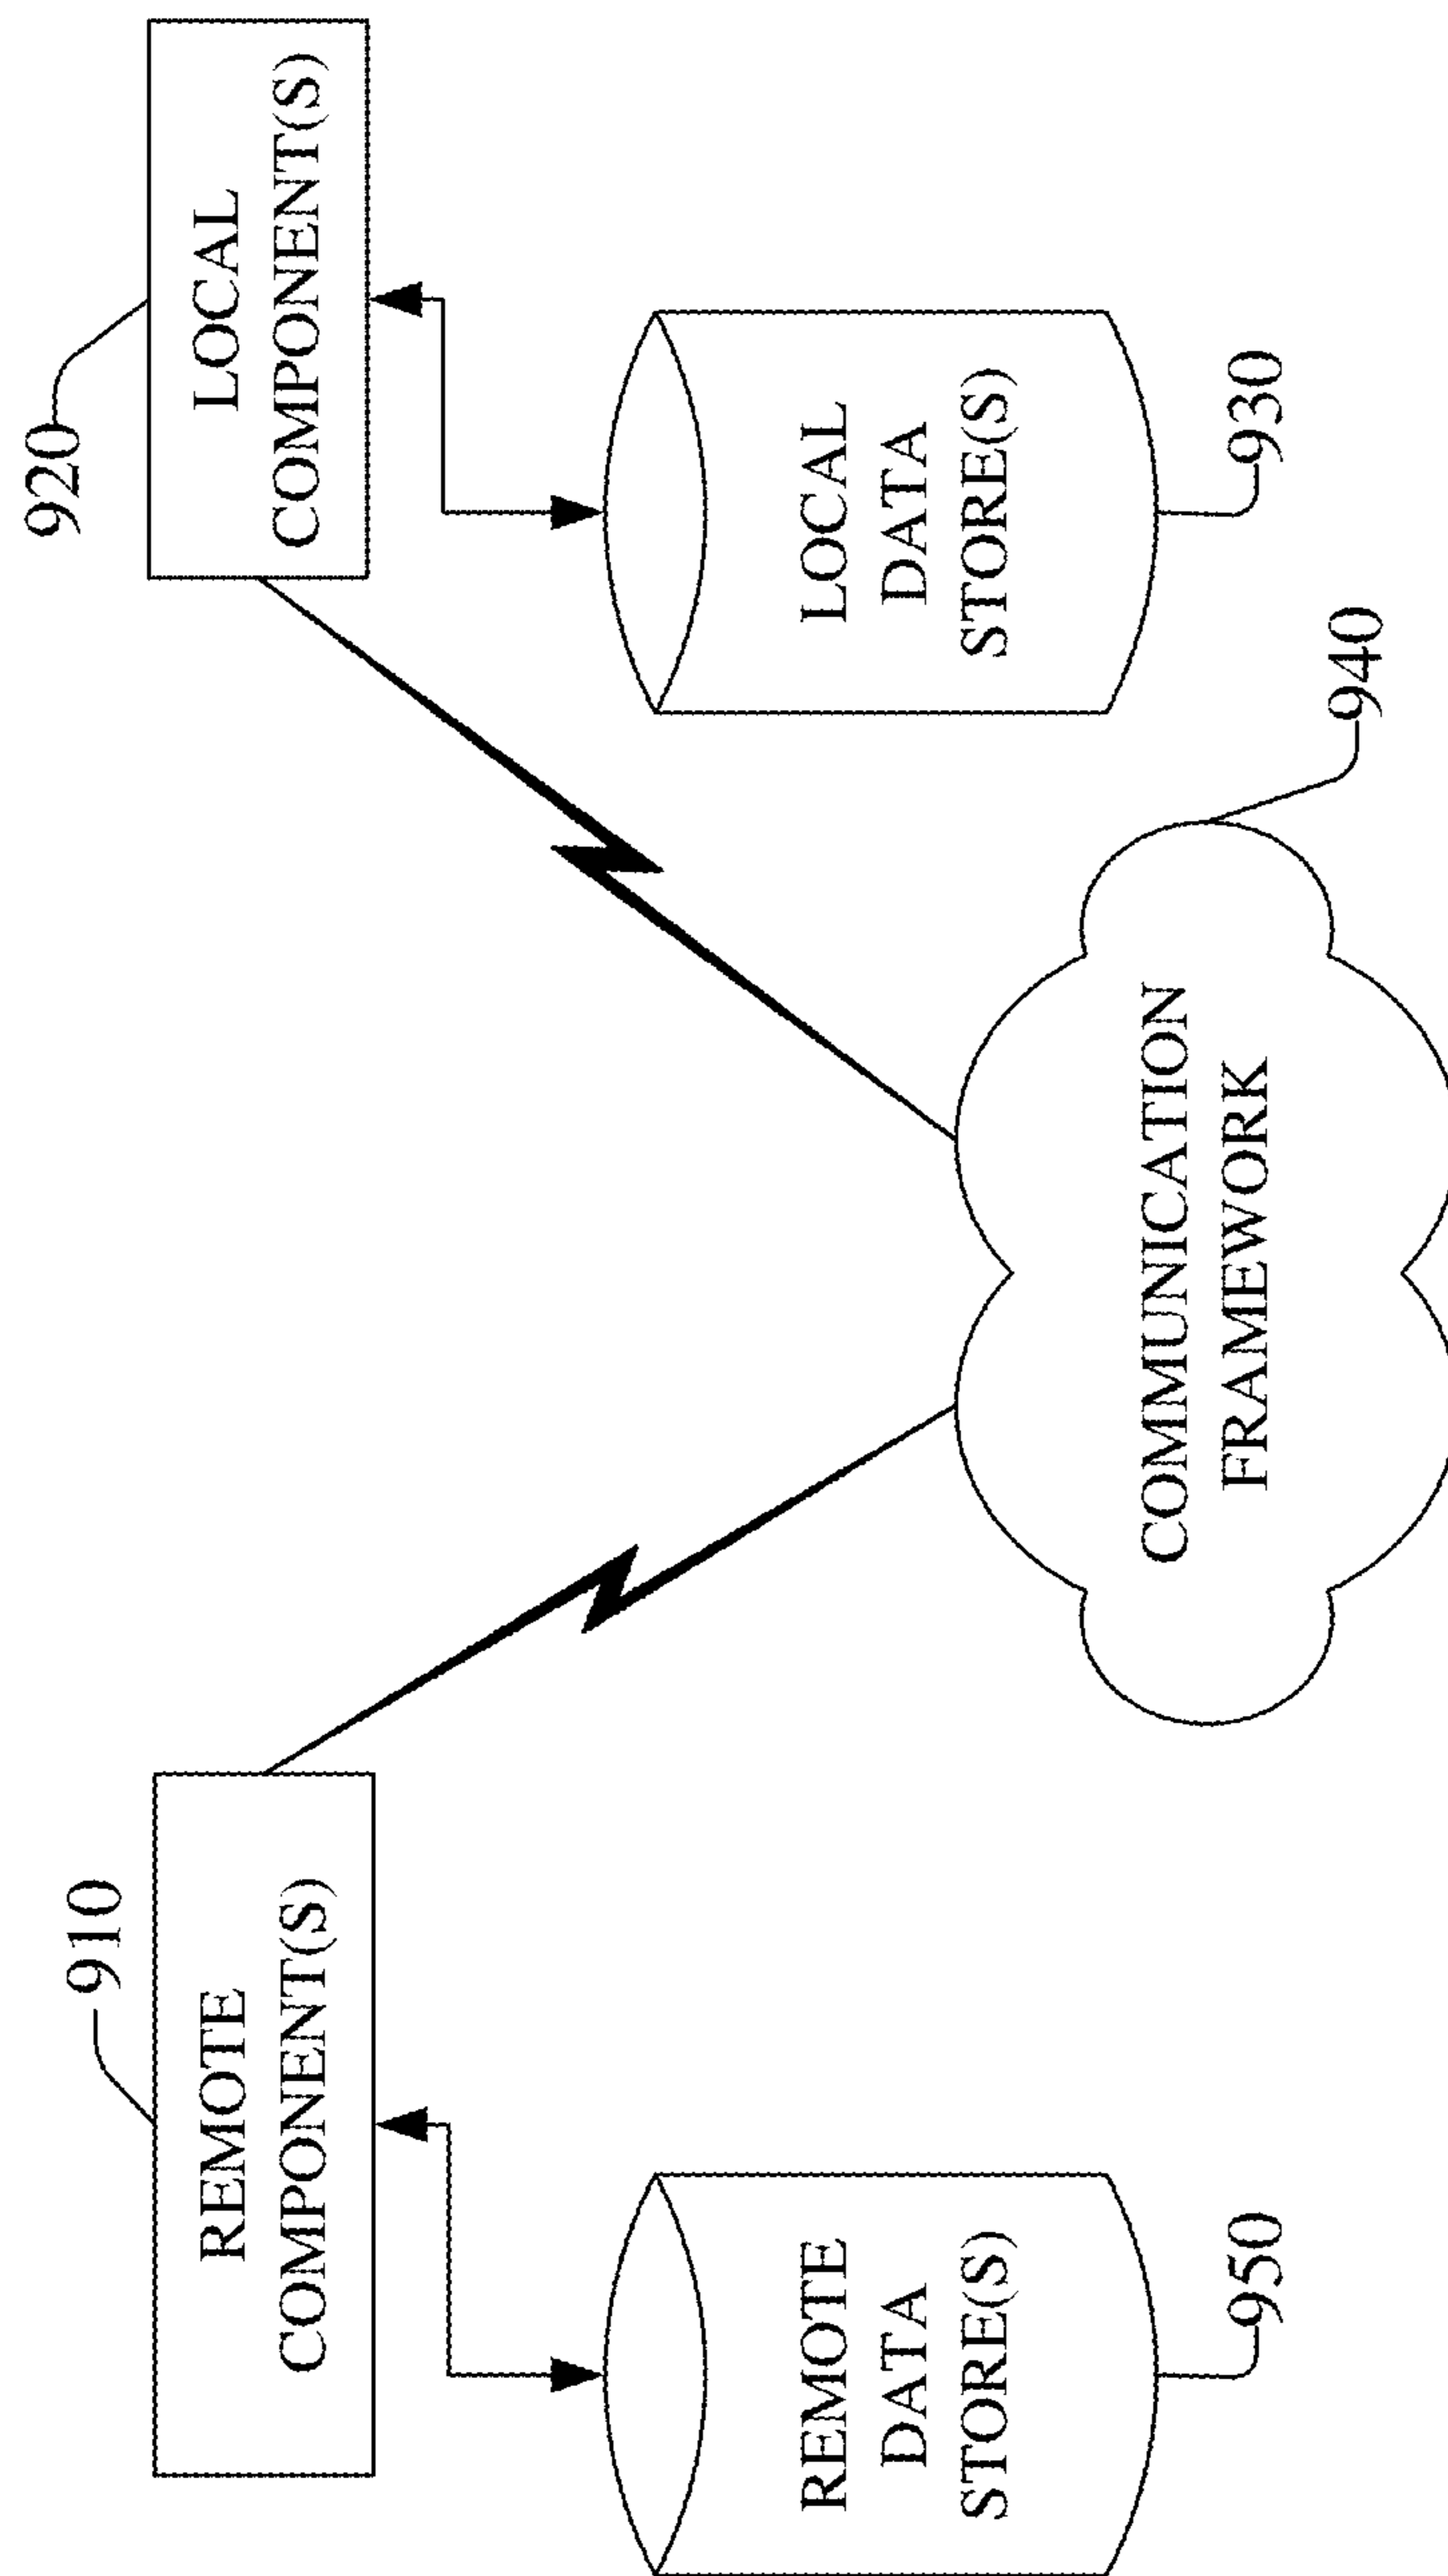 910
REMOTE
COMPONENT(S)
920
LOCAL
COMPONENT(S)
REMOTE
DATA
STORE(S)
950
LOCAL
DATA
STORE(S)
930
COMMUNICATION
FRAMEWORK
940